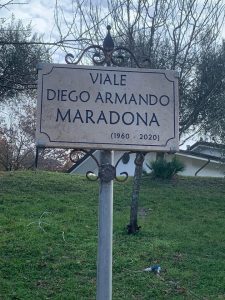 VIALE
DIEGO ARMANDO
MARADONA
(1960 - 2020)